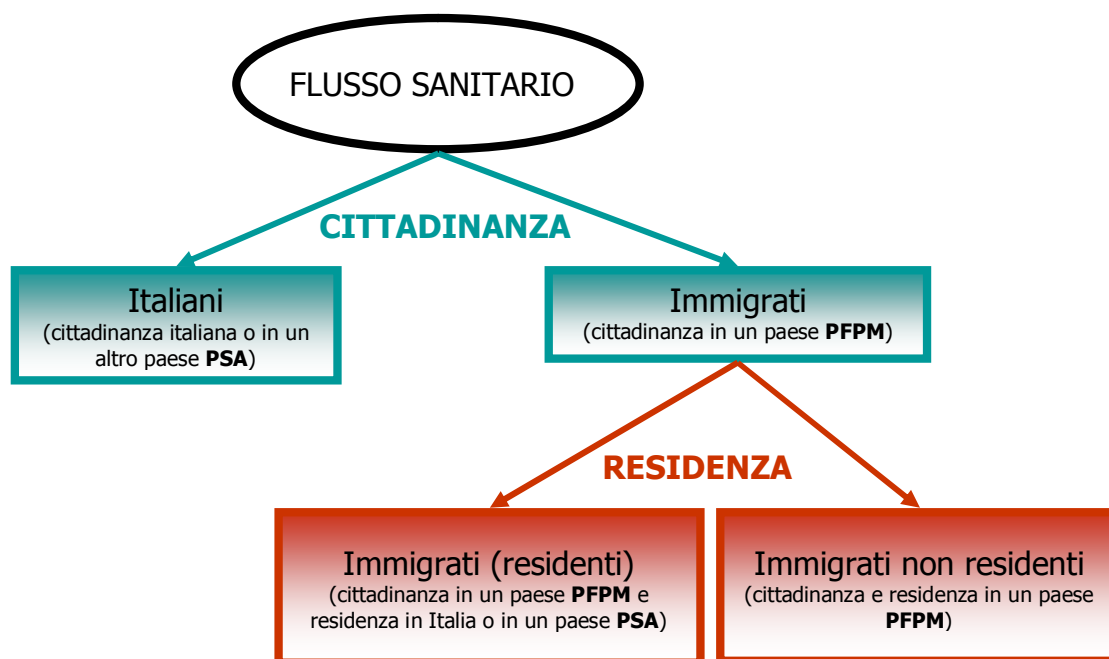 FLUSSO SANITARIO
CITTADINANZA
Italiani
(cittadinanza italiana o in un
altro paese PSA)
Immigrati
(cittadinanza in un paese PFPM)
RESIDENZA
Immigrati (residenti)
(cittadinanza in un paese PFPM e
residenza in Italia o in un paese PSA)
Immigrati non residenti
(cittadinanza e residenza in un paese
PFPM)